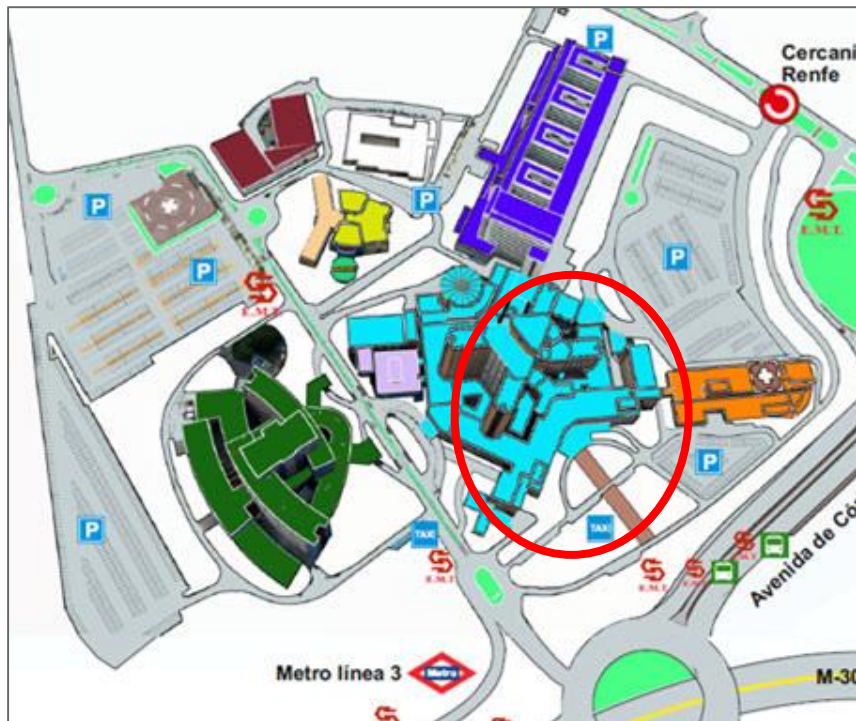 P
Cercani
Renfe
P
P
E.M.T.
P
P
E.M.T.
P
TAXI
P
TAXI
E.M.T.
E.M.T.
Avenida de Có
Metro línea 3
Metro
M-30